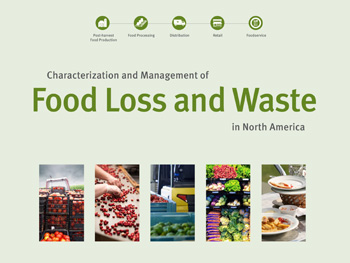 Post-harvest Food Processing Distribution Retail Foodservice
Food Production
Characterization and Management of
Food Loss and Waste
in North America